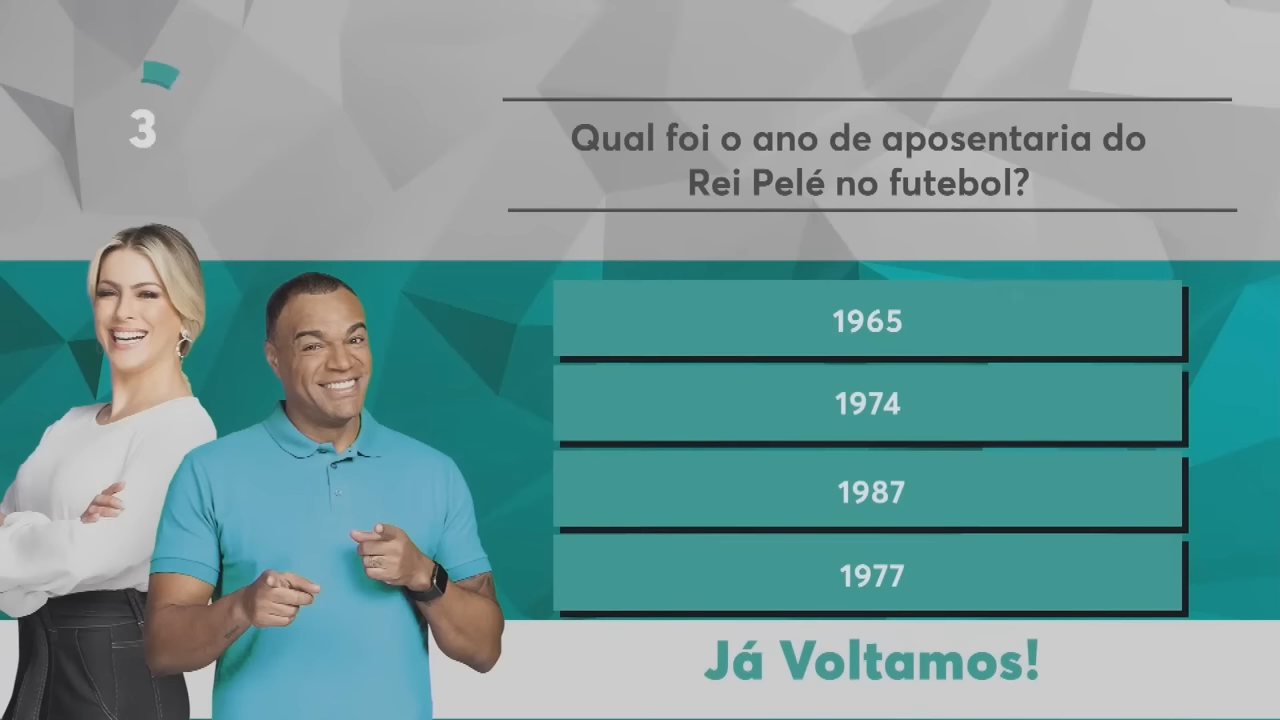 3
Qual foi o ano de aposentaria do
Rei Pelé no futebol?
1965
1974
1987
1977
Já Voltamos!